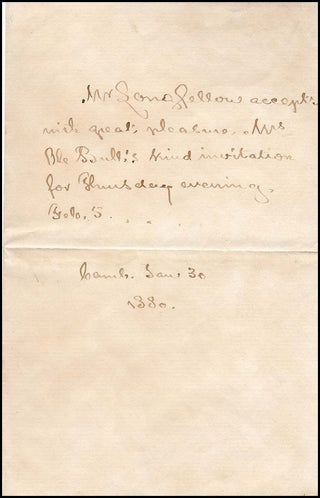 Mr Longfellow accepts
with great pleasure, Mrs
Ole Bull's kind invitation
for Thursday evening,
Feb. 5.
Camb. Jan. 30
1880.